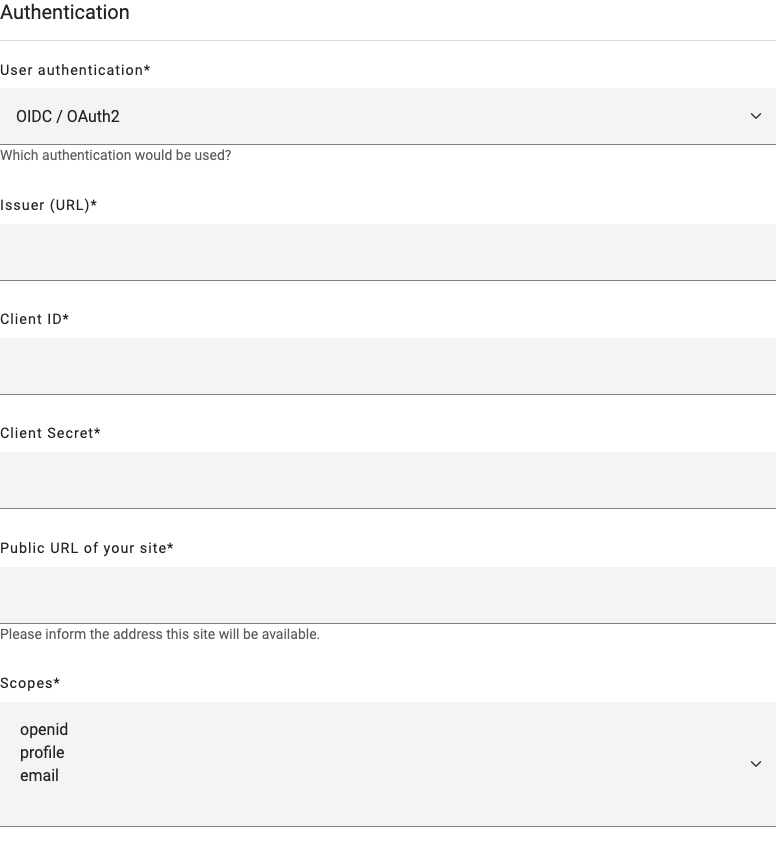 Authentication
User authentication*
OIDC / OAuth2
Which authentication would be used?
Issuer (URL)*
Client ID*
Client Secret*
Public URL of your site*
Please inform the address this site will be available.
Scopes*
openid
profile
email